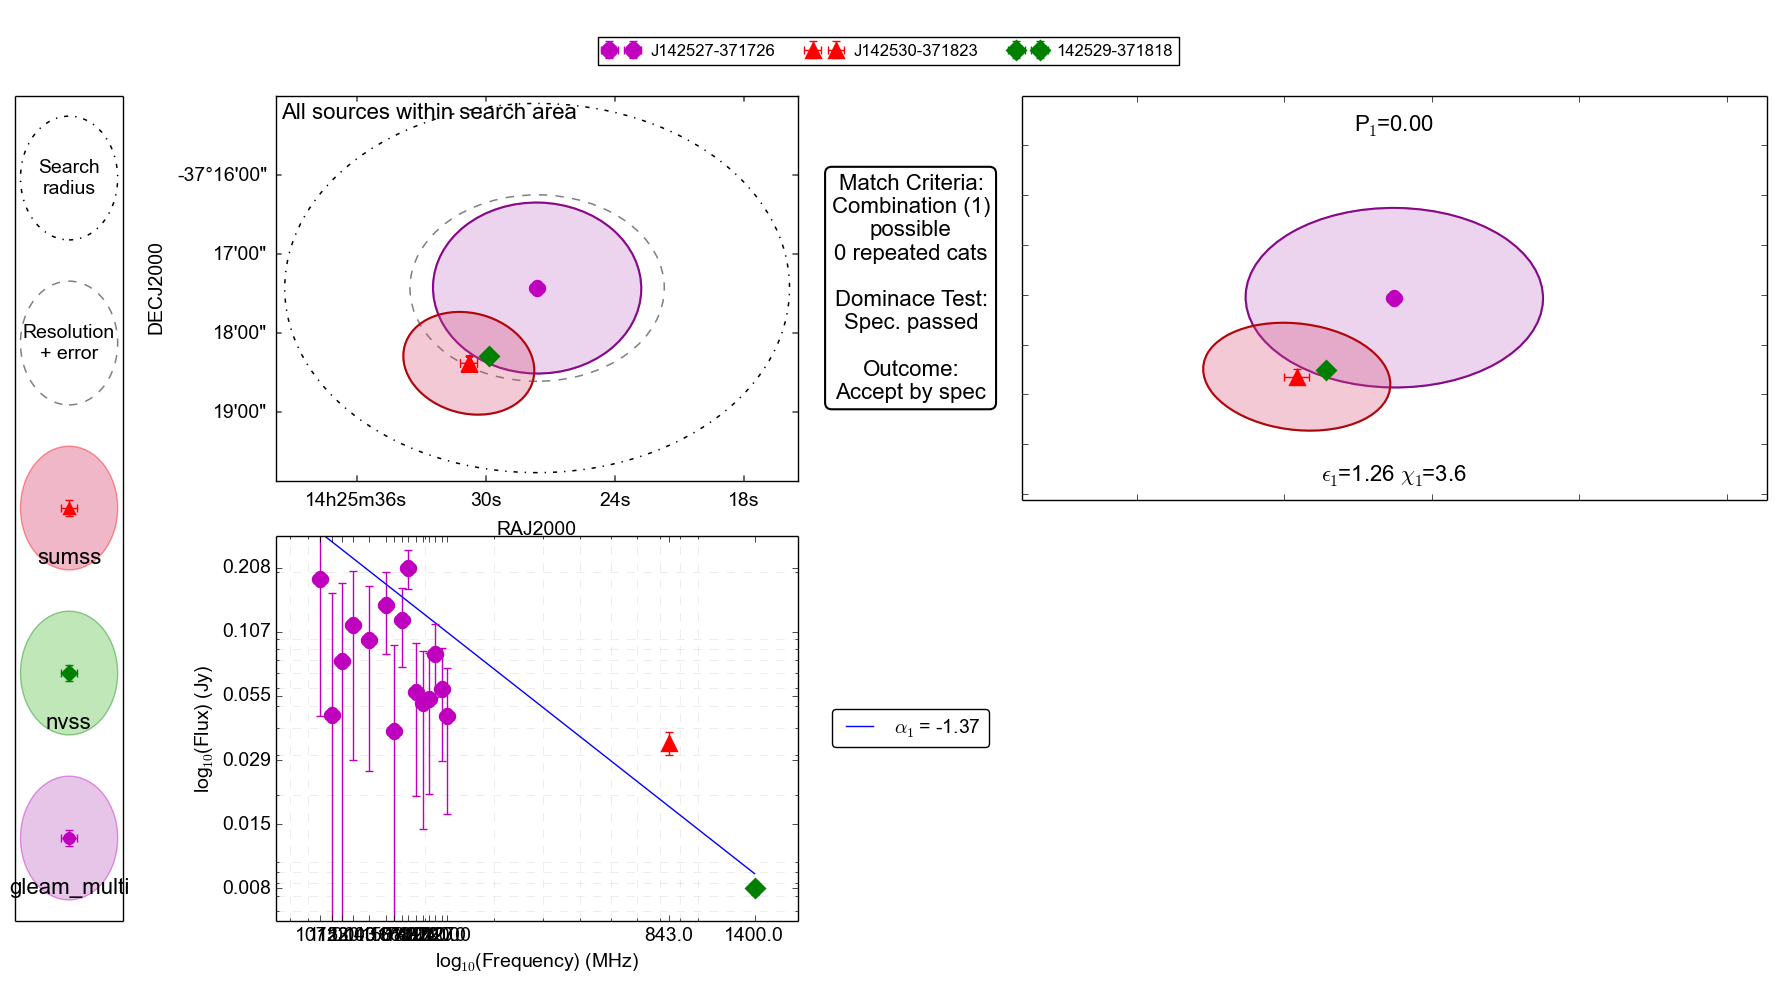 J142527-371726
J142530-371823
142529-371818
Search
radius
Resolution
+ error
sumss
nvss
gleam_multi
All sources within search area
DECJ2000
-37°16'00"
17'00"
18'00"
19'00"
14h25m36s
30s
24s
18s
RAJ2000
Match Criteria:
Combination (1)
possible
0 repeated cats
Dominace Test:
Spec. passed
Outcome:
Accept by spec
P₁=0.00
ϵ₁=1.26 χ₁=3.6
log₁₀(Flux) (Jy)
0.208
0.107
0.055
0.029
0.015
0.008
843.0
1400.0
log₁₀(Frequency) (MHz)
α₁ = -1.37